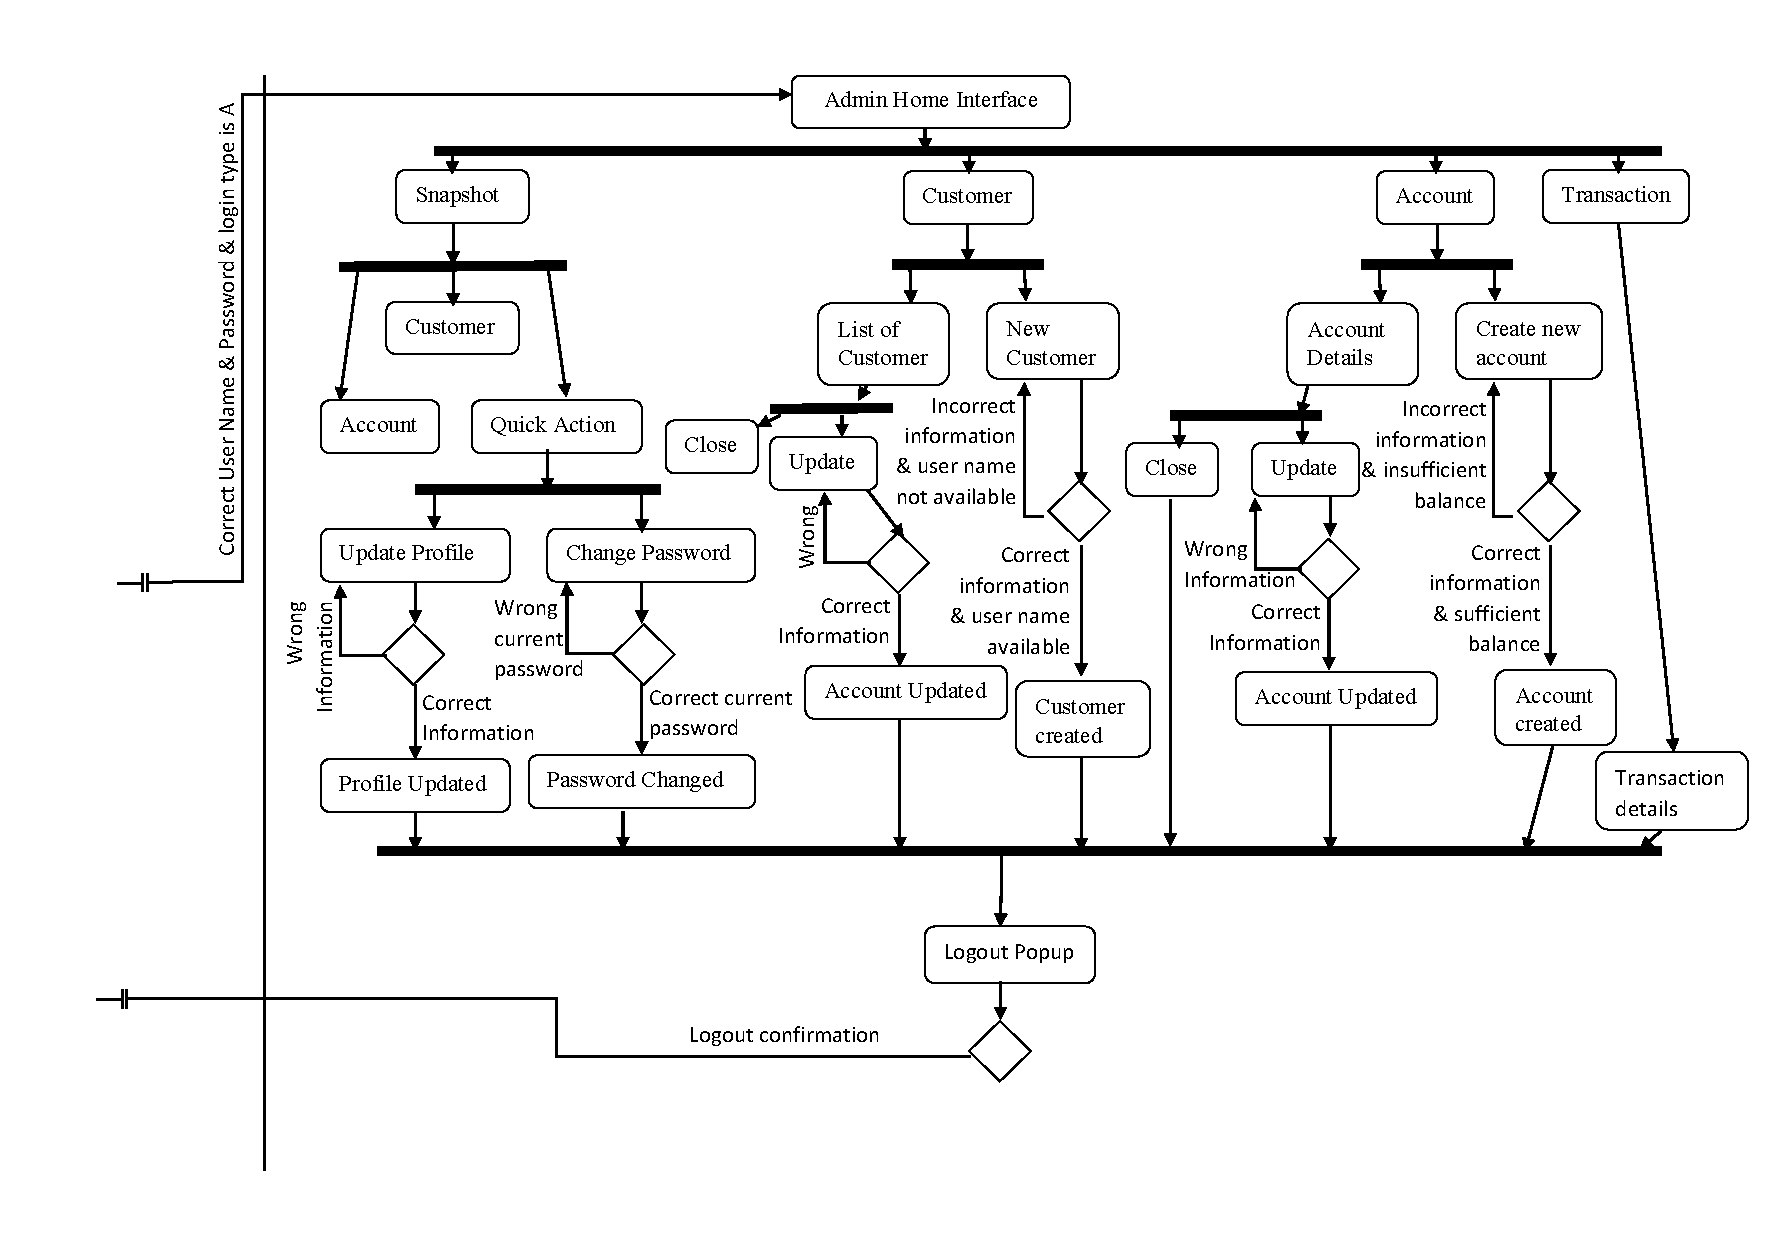 Correct User Name & Password & login type is A
Admin Home Interface
Snapshot
Customer
Account
Transaction
Customer
Account
Quick Action
List of
Customer
New
Customer
Account
Details
Create new
account
Close
Update
Incorrect
information
& user name
not available
Close
Update
Incorrect
information
& insufficient
balance
Update Profile
Change Password
Wrong
Wrong
Information
Wrong
Information
Wrong
current
password
Correct
Information
Correct
information
& user name
available
Correct
Information
Correct
information
& sufficient
balance
Correct
Information
Correct current
password
Account Updated
Customer
created
Account Updated
Account
created
Profile Updated
Password Changed
Transaction
details
Logout Popup
Logout confirmation